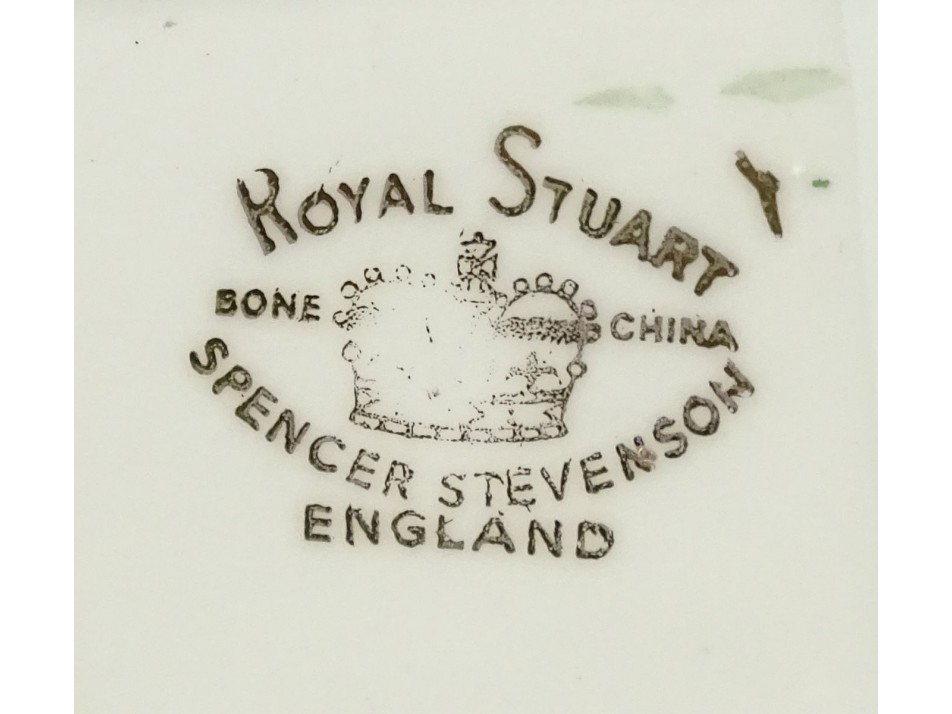 ROYAL STUART
BONE CHINA
SPENCER STEVENSON
ENGLAND